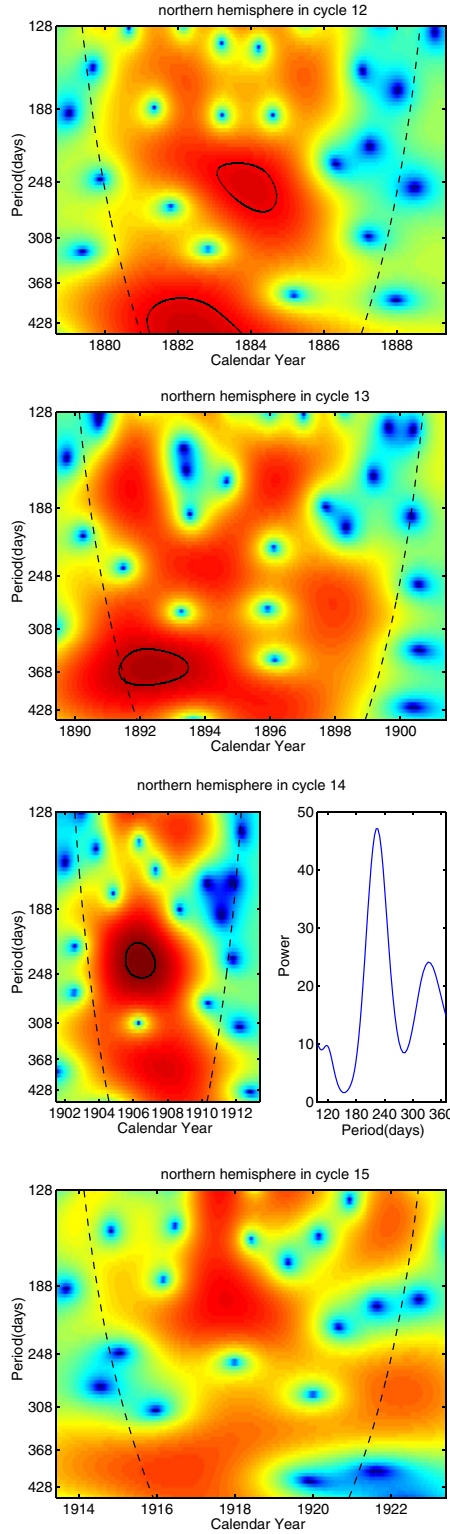 northern hemisphere in cycle 12
128
188
248
308
368
428
Period(days)
1880 1882 1884 1886 1888
Calendar Year
northern hemisphere in cycle 13
128
188
248
308
368
428
Period(days)
1890 1892 1894 1896 1898 1900
Calendar Year
northern hemisphere in cycle 14
128
188
248
308
368
428
Period(days)
1902 1904 1906 1908 1910 1912
Calendar Year
50
40
30
20
10
0
Power
120 180 240 300 360
Period(days)
northern hemisphere in cycle 15
128
188
248
308
368
428
Period(days)
1914 1916 1918 1920 1922
Calendar Year